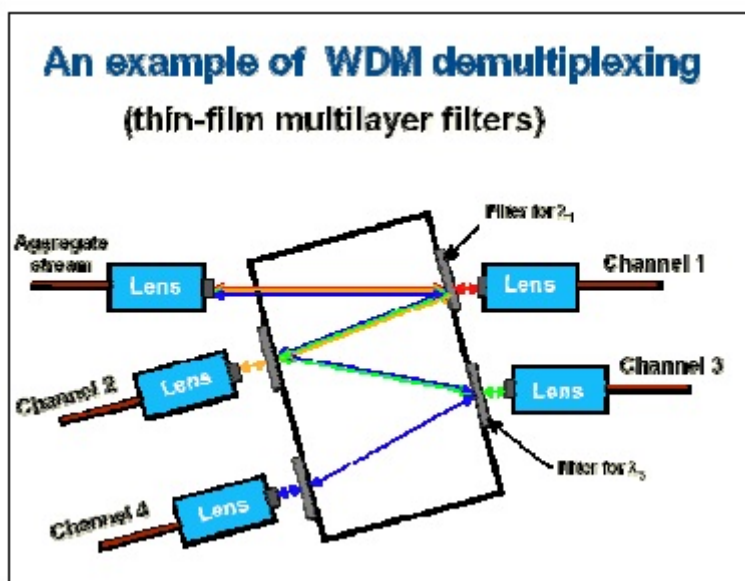 An example of WDM demultiplexing
(thin-film multilayer filters)
Filter for λ₁
Aggregate
stream
Lens
Lens
Channel 1
Channel 2
Lens
Lens
Channel 3
Filter for λ₃
Channel 4
Lens